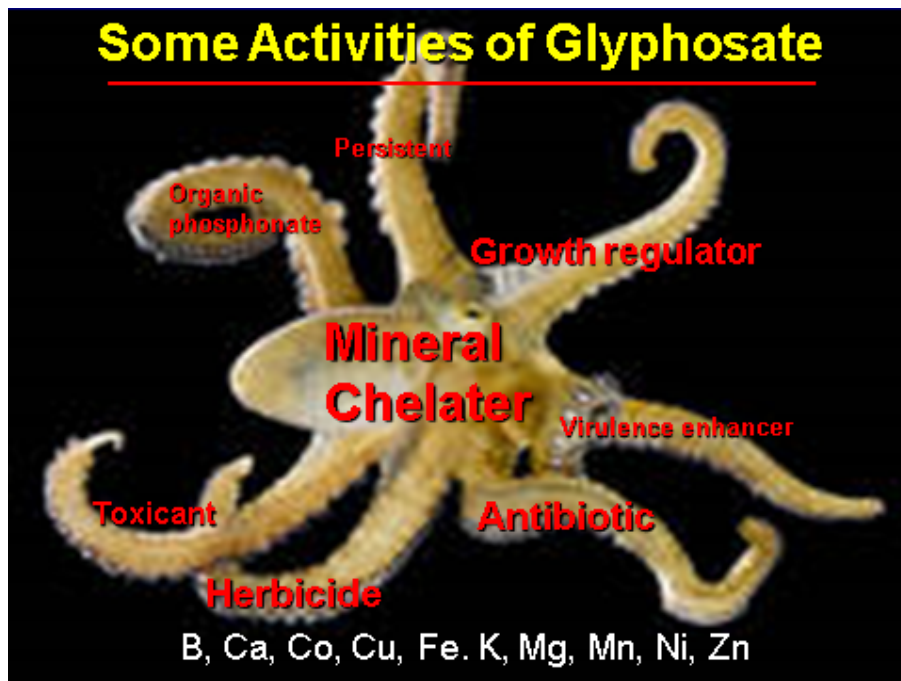 Some Activities of Glyphosate
Persistent
Organic
phosphonate
Growth regulator
Mineral
Chelater
Virulence enhancer
Toxicant
Antibiotic
Herbicide
B, Ca, Co, Cu, Fe. K, Mg, Mn, Ni, Zn